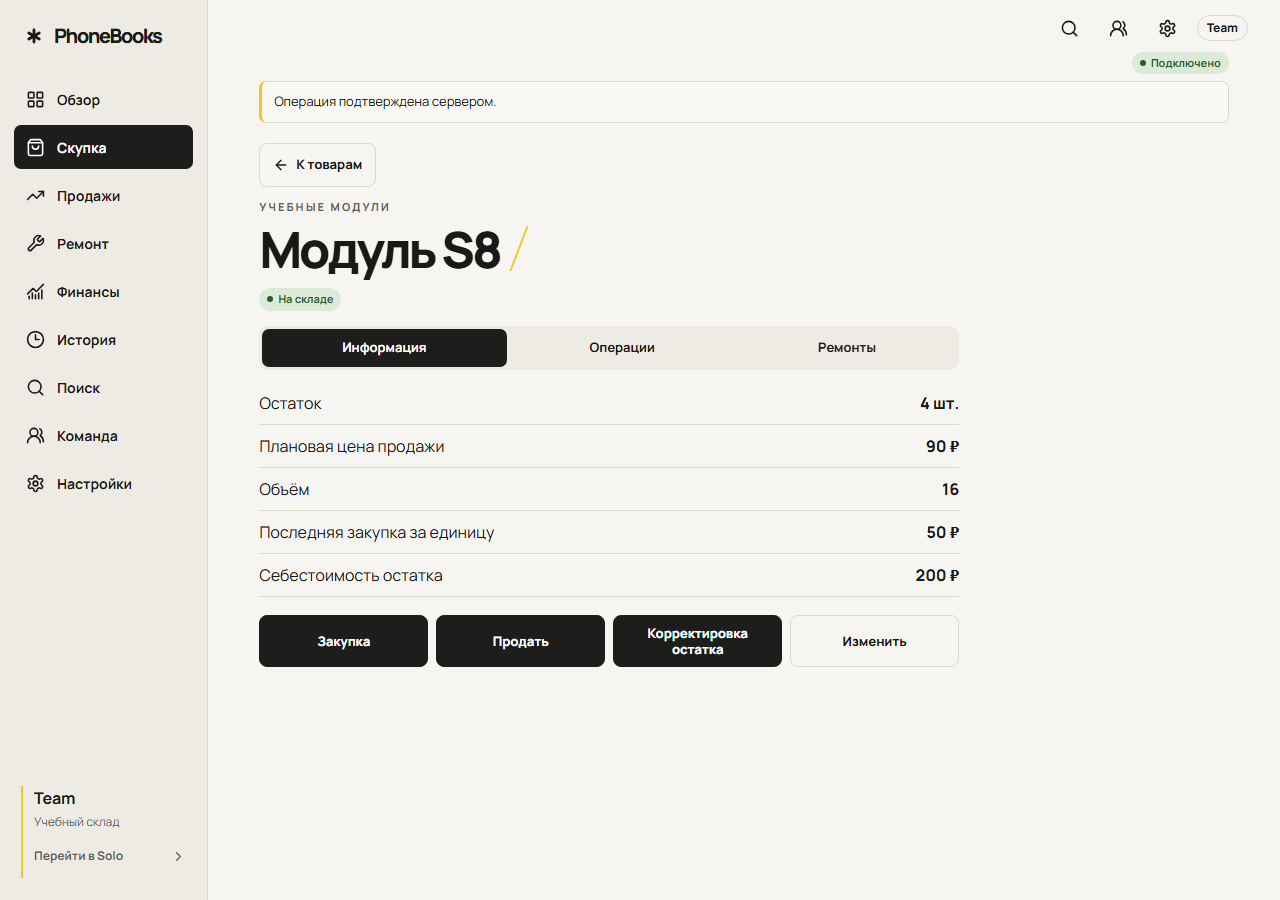 PhoneBooks
Обзор
Скупка
Продажи
Ремонт
Финансы
История
Поиск
Команда
Настройки
Team
Учебный склад
Перейти в Solo
Team
Подключено
Операция подтверждена сервером.
К товарам
УЧЕБНЫЕ МОДУЛИ
Модуль S8
На складе
Информация Операции Ремонты
Остаток 4 шт.
Плановая цена продажи 90 ₽
Объём 16
Последняя закупка за единицу 50 ₽
Себестоимость остатка 200 ₽
Закупка Продать Корректировка остатка Изменить